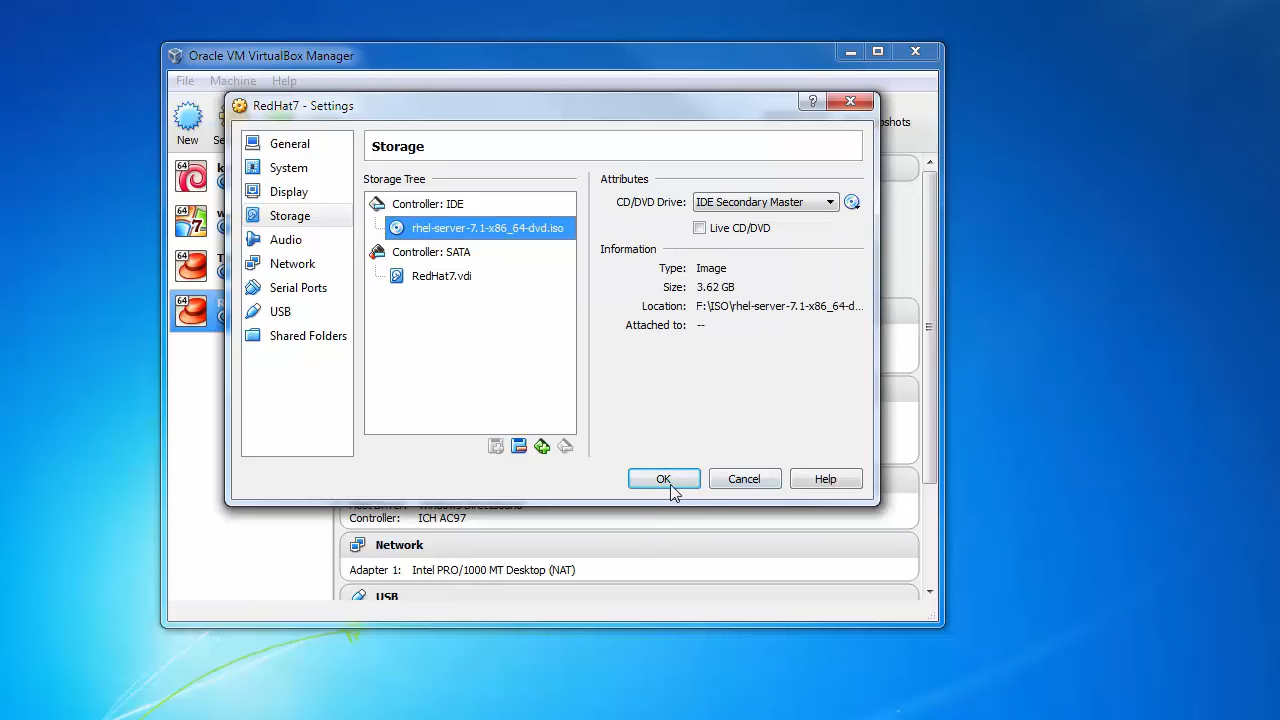 Oracle VM VirtualBox Manager
File Machine Help
RedHat7 - Settings
New
64
64
64
64
General
System
Display
Storage
Audio
Network
Serial Ports
USB
Shared Folders
Storage
Storage Tree
Controller: IDE
rhel-server-7.1-x86_64-dvd.iso
Controller: SATA
RedHat7.vdi
Attributes
CD/DVD Drive: IDE Secondary Master
Live CD/DVD
Information
Type: Image
Size: 3.62 GB
Location: F:\ISO\rhel-server-7.1-x86_64-d...
Attached to: --
OK Cancel Help
Controller: ICH AC97
Network
Adapter 1: Intel PRO/1000 MT Desktop (NAT)
USB